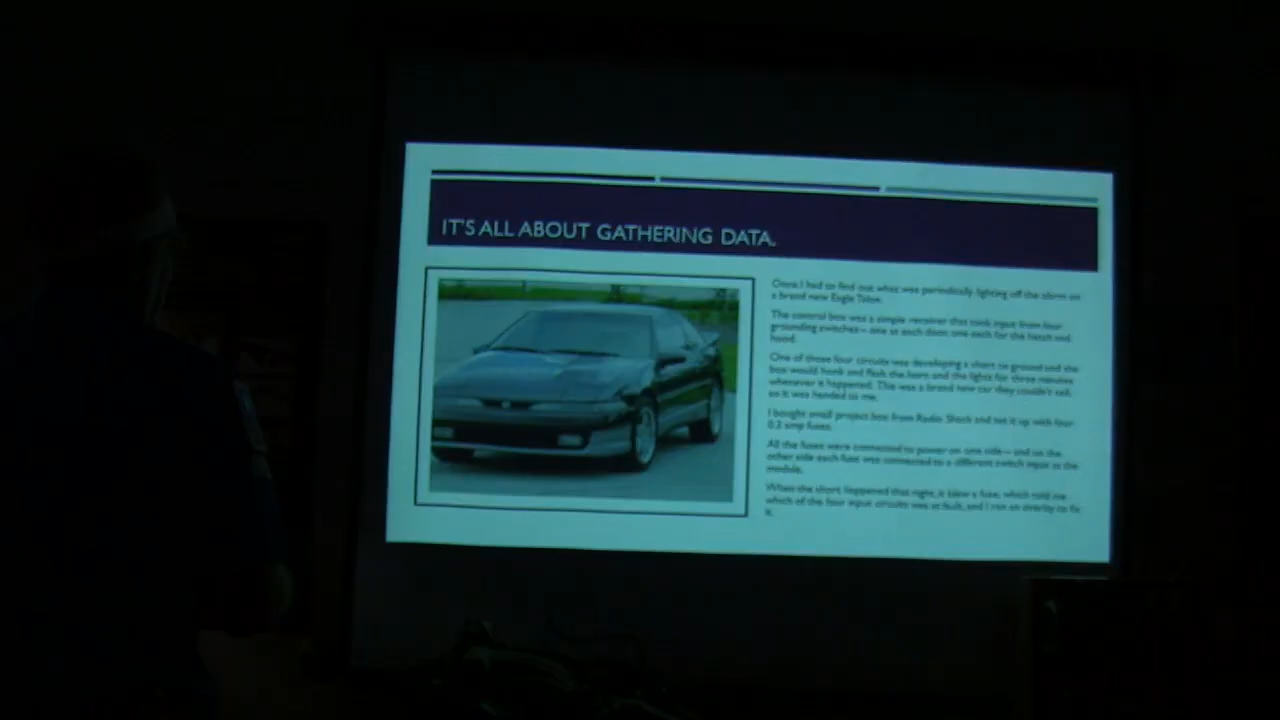 IT'S ALL ABOUT GATHERING DATA.
Once I had to find out what was periodically lighting off the alarm on
a brand new Eagle Talon.
The control box was a simple receiver that took input from four
grounding switches— one at each door, one each for the hatch and
hood.
One of those four circuits was developing a short to ground and the
box would honk and flash the horn and the lights for three minutes
whenever it happened. This was a brand new car they couldn't sell,
so it was handed to me.
I bought small project box from Radio Shack and set it up with four
0.3 amp fuses.
All the fuses were connected to power on one side— and on the
other side each fuse was connected to a different switch input at the
module.
When the short happened that night, it blew a fuse, which told me
which of the four input circuits was at fault, and I ran an overlay to fix
it.